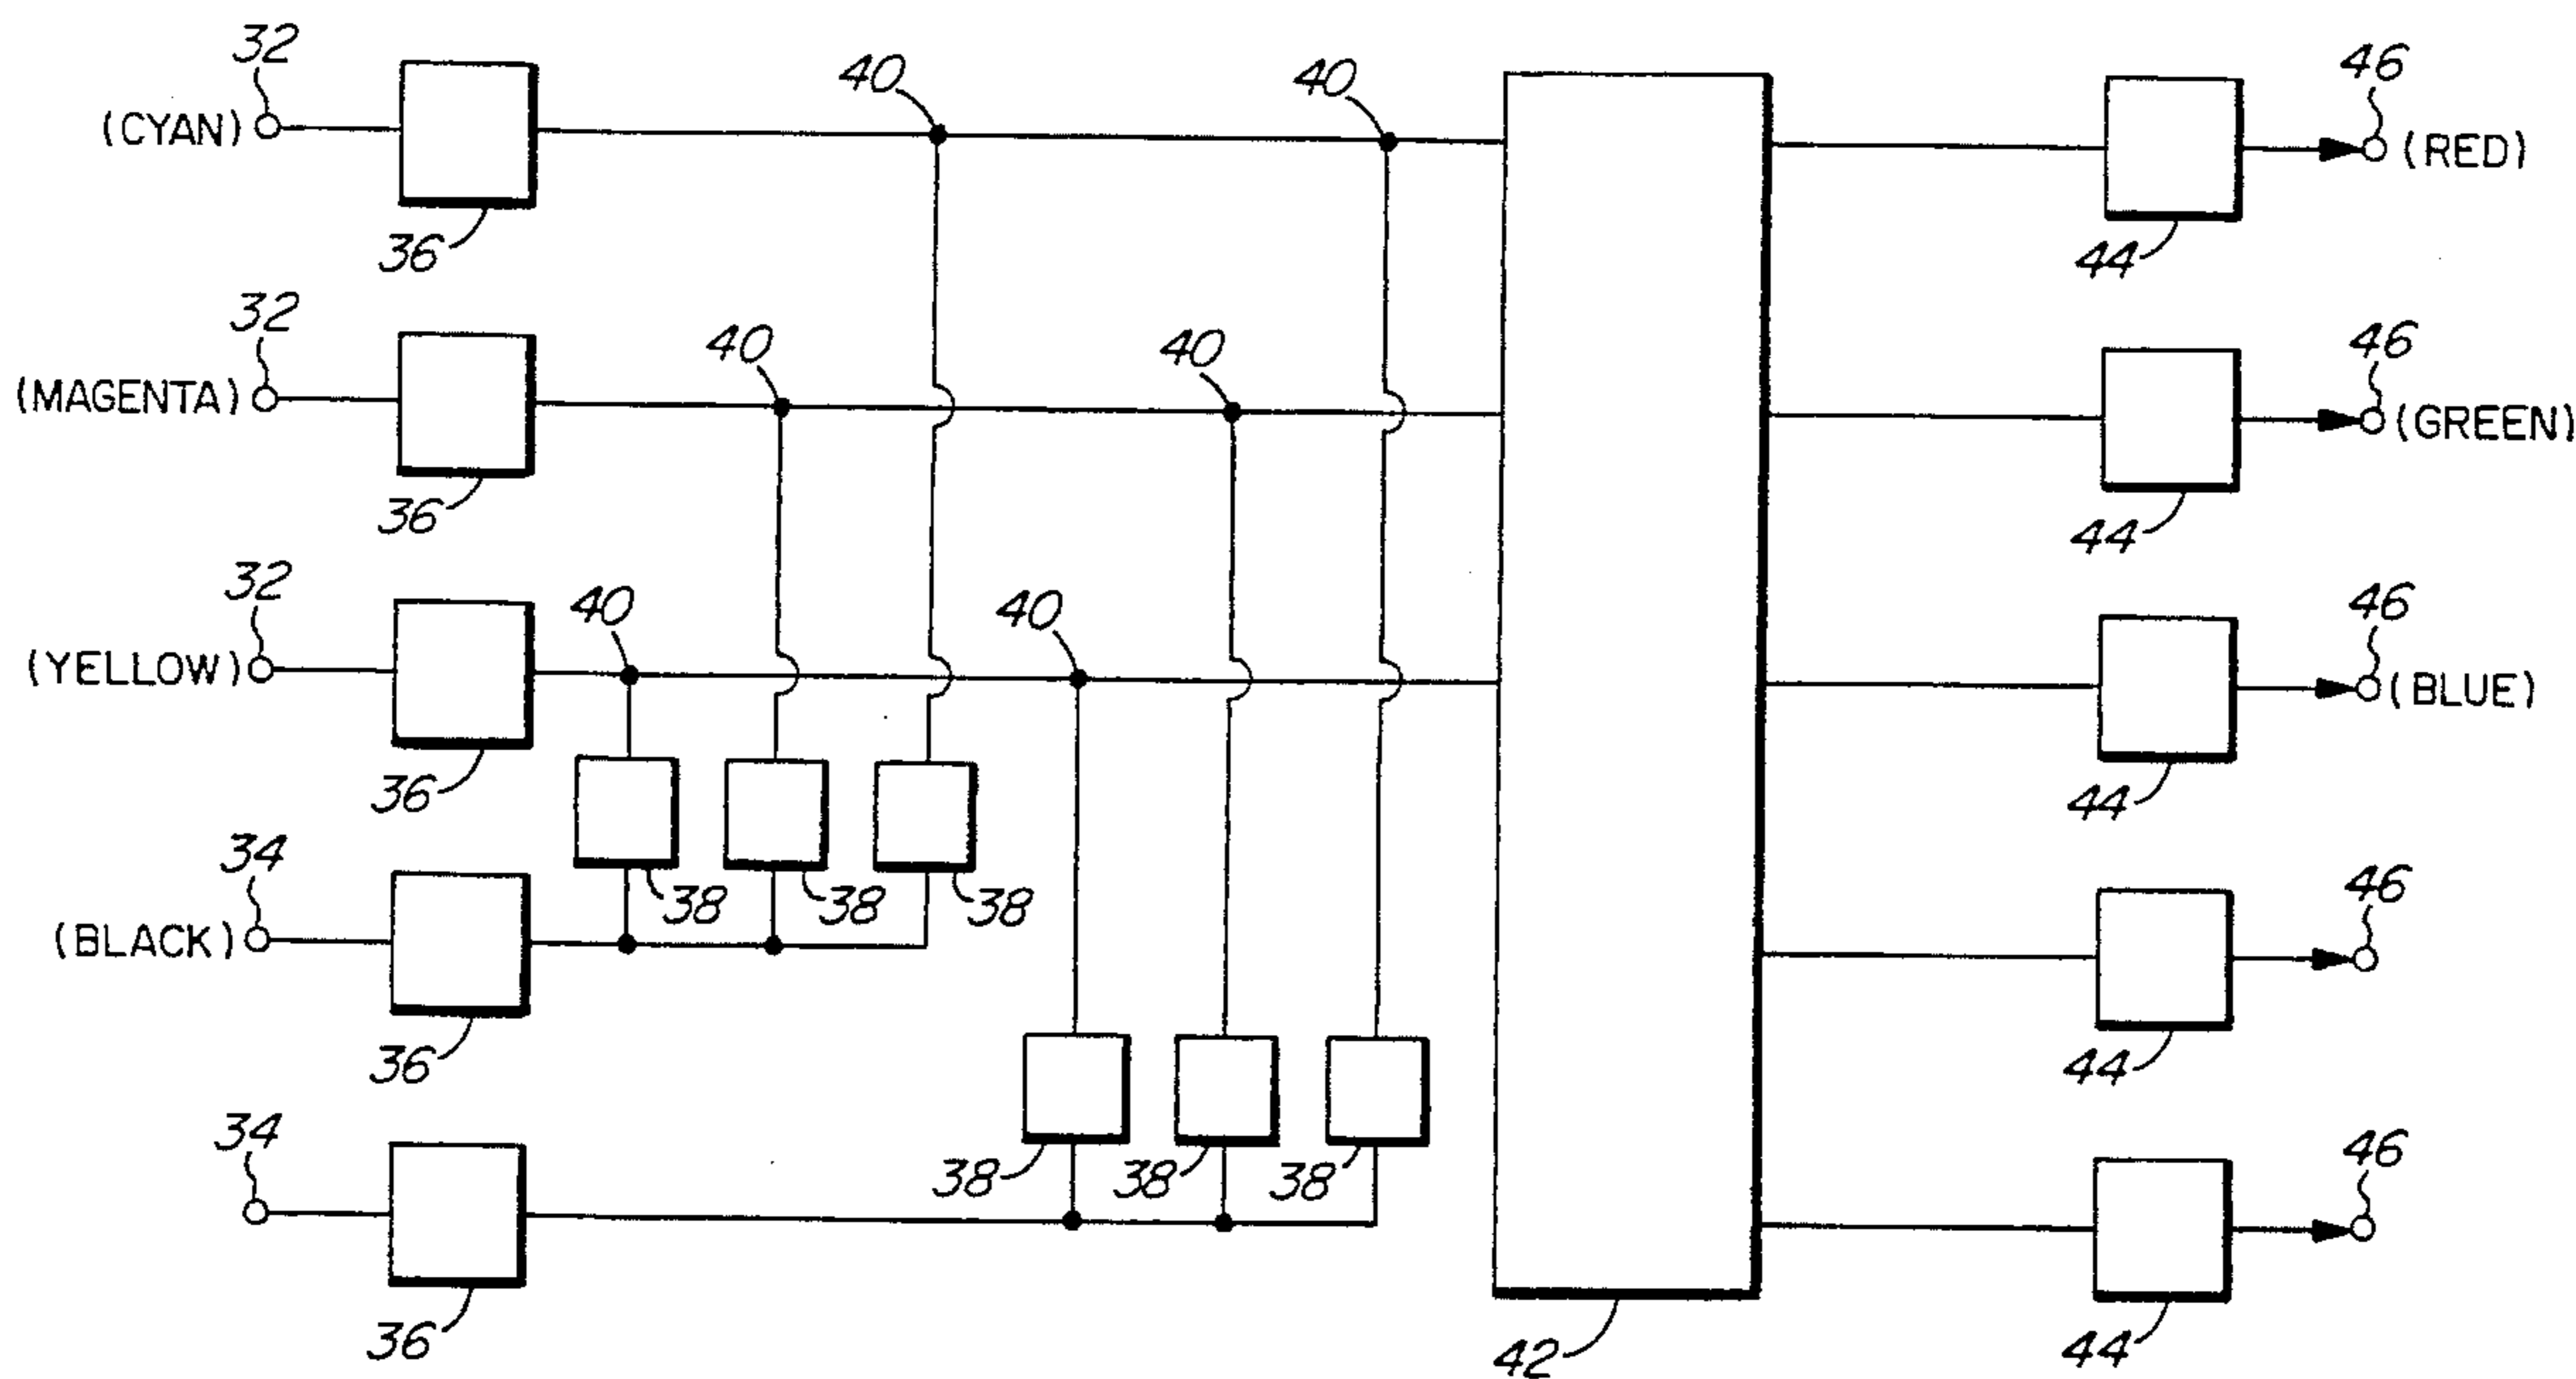 32 40 40 46
(CYAN) (RED)
36 44
32 40 40 46
(MAGENTA) (GREEN)
36 44
32 40 40 46
(YELLOW) (BLUE)
36 44
34 38 38 38 46
(BLACK)
36 44
34 38 38 38 46
36 42 44